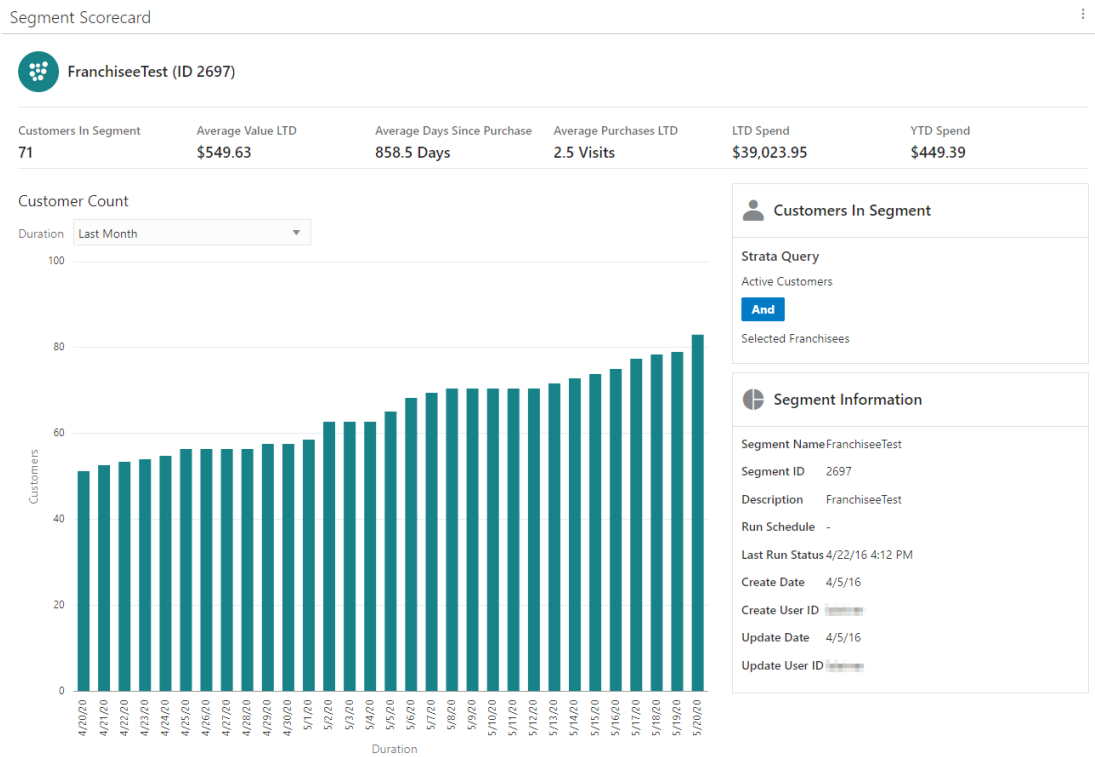 Segment Scorecard
FranchiseeTest (ID 2697)
Customers In Segment Average Value LTD Average Days Since Purchase Average Purchases LTD LTD Spend YTD Spend
71 $549.63 858.5 Days 2.5 Visits $39,023.95 $449.39
Customer Count
Duration Last Month
100
80
60
40
20
0
Customers
4/20/20
4/21/20
4/22/20
4/23/20
4/24/20
4/25/20
4/26/20
4/27/20
4/28/20
4/29/20
4/30/20
5/1/20
5/2/20
5/3/20
5/4/20
5/5/20
5/6/20
5/7/20
5/8/20
5/9/20
5/10/20
5/11/20
5/12/20
5/13/20
5/14/20
5/15/20
5/16/20
5/17/20
5/18/20
5/19/20
5/20/20
Duration
Customers In Segment
Strata Query
Active Customers
And
Selected Franchisees
Segment Information
Segment Name FranchiseeTest
Segment ID 2697
Description FranchiseeTest
Run Schedule -
Last Run Status 4/22/16 4:12 PM
Create Date 4/5/16
Create User ID
Update Date 4/5/16
Update User ID